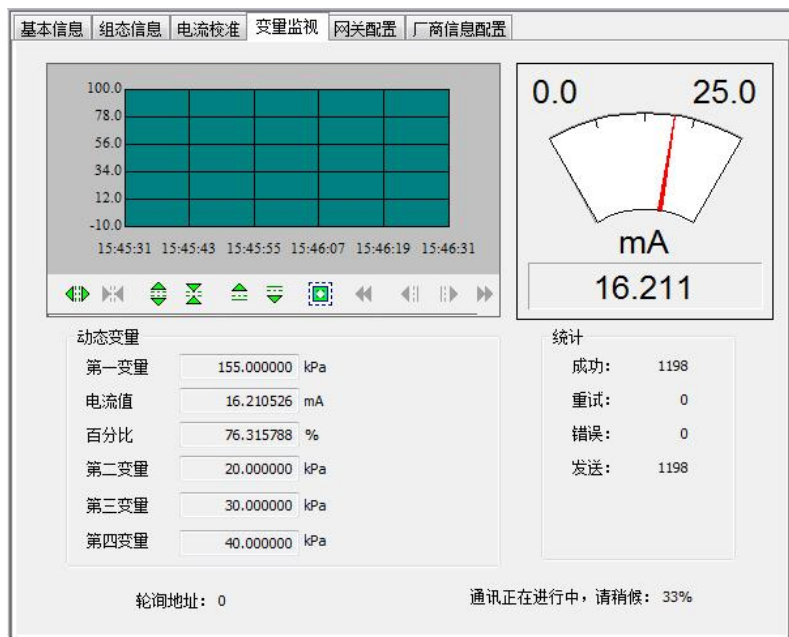 基本信息 组态信息 电流校准 变量监视 网关配置 厂商信息配置
100.0
78.0
56.0
34.0
12.0
-10.0
15:45:31 15:45:43 15:45:55 15:46:07 15:46:19 15:46:31
0.0 25.0
mA
16.211
动态变量
第一变量 155.000000 kPa
电流值 16.210526 mA
百分比 76.315788 %
第二变量 20.000000 kPa
第三变量 30.000000 kPa
第四变量 40.000000 kPa
统计
成功: 1198
重试: 0
错误: 0
发送: 1198
轮询地址: 0
通讯正在进行中，请稍候: 33%